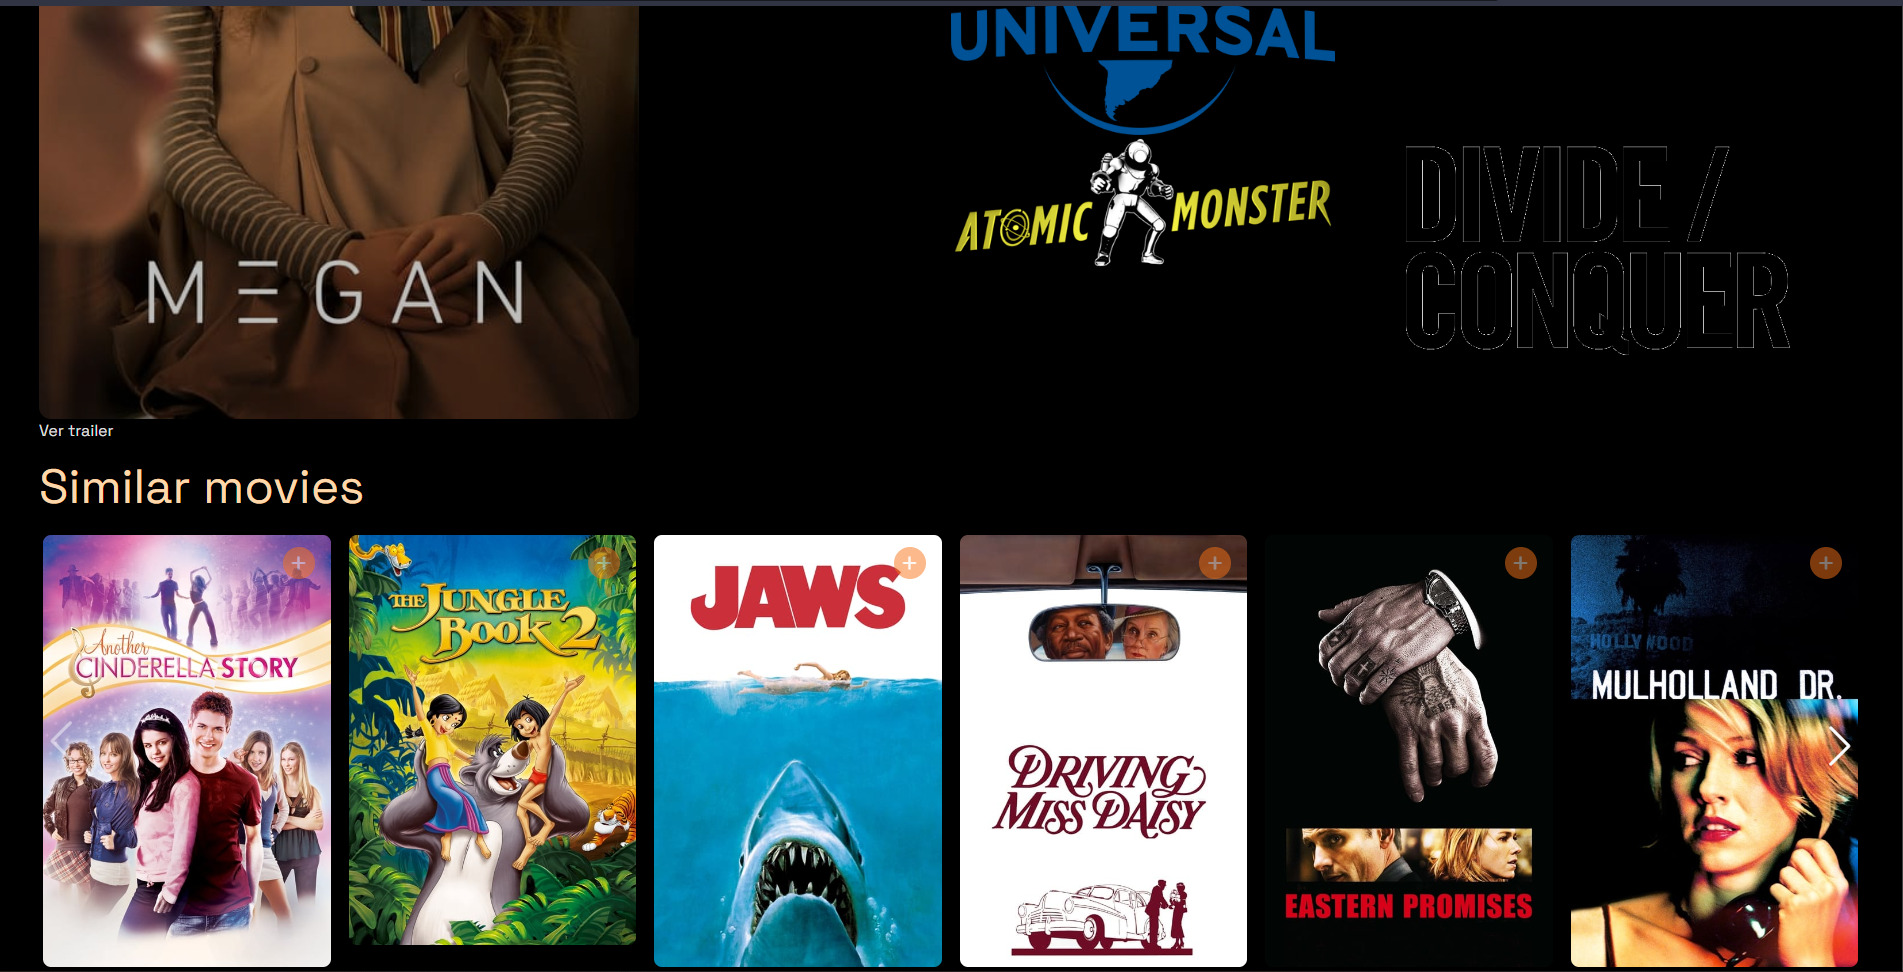 UNIVERSAL
ATOMIC MONSTER
DIVIDE /
CONQUER
MΞGAN
Ver trailer
Similar movies
Another
CINDERELLA STORY
THE JUNGLE
BOOK 2
JAWS
DRIVING
MISS DAISY
EASTERN PROMISES
HOLLYWOOD
MULHOLLAND DR.